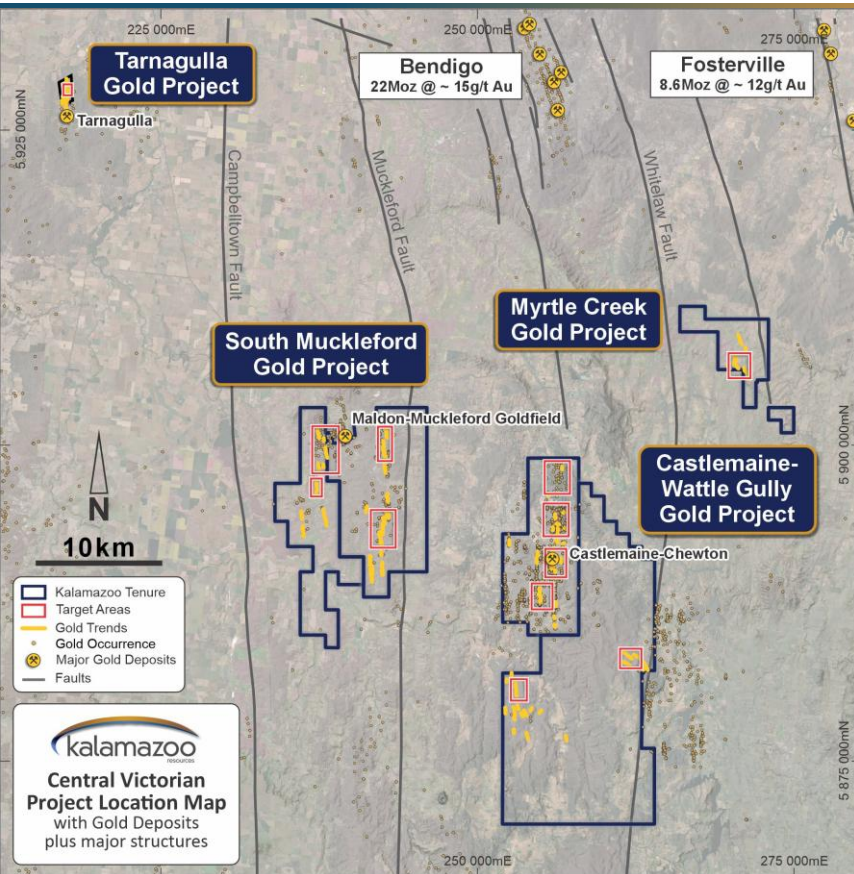 225 000mE
250 000mE
275 000mE
Tarnagulla
Gold Project
Bendigo
22Moz @ ~ 15g/t Au
Fosterville
8.6Moz @ ~ 12g/t Au
Tarnagulla
5 925 000mN
Campbelltown Fault
Muckleford Fault
Whitelaw Fault
Myrtle Creek
Gold Project
South Muckleford
Gold Project
Maldon-Muckleford Goldfield
5 900 000mN
Castlemaine-
Wattle Gully
Gold Project
N
10km
Castlemaine-Chewton
Kalamazoo Tenure
Target Areas
Gold Trends
Gold Occurrence
Major Gold Deposits
Faults
kalamazoo
resources
Central Victorian
Project Location Map
with Gold Deposits
plus major structures
5 875 000mN
250 000mE
275 000mE